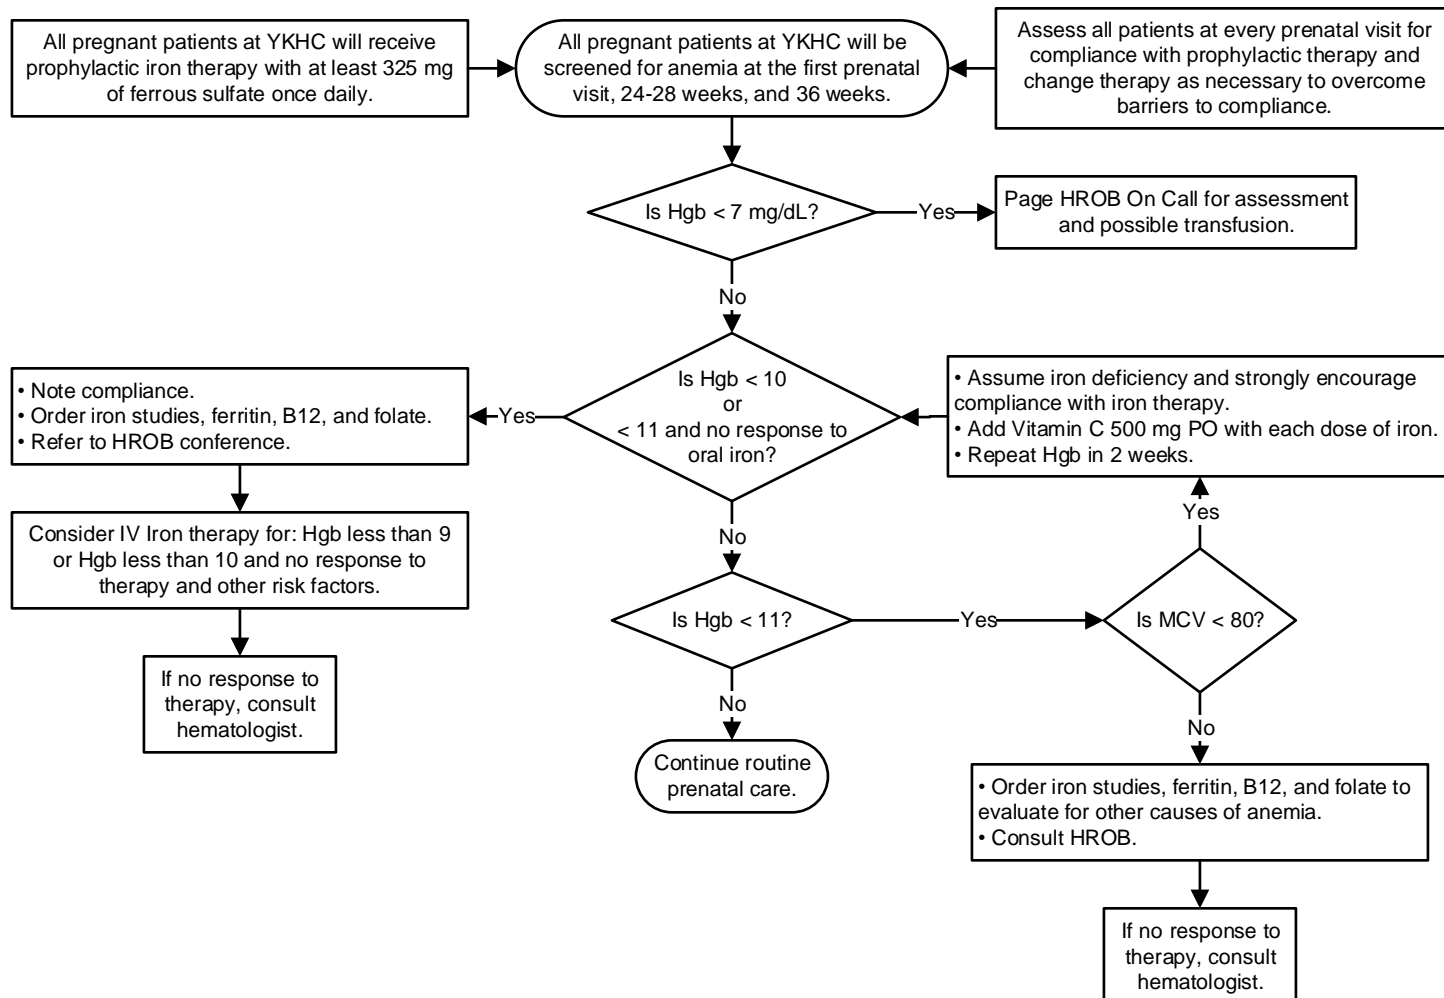 All pregnant patients at YKHC will receive
prophylactic iron therapy with at least 325 mg
of ferrous sulfate once daily.
All pregnant patients at YKHC will be
screened for anemia at the first prenatal
visit, 24-28 weeks, and 36 weeks.
Assess all patients at every prenatal visit for
compliance with prophylactic therapy and
change therapy as necessary to overcome
barriers to compliance.
Is Hgb < 7 mg/dL?
Yes
Page HROB On Call for assessment
and possible transfusion.
No
Is Hgb < 10
or
< 11 and no response to
oral iron?
Yes
• Note compliance.
• Order iron studies, ferritin, B12, and folate.
• Refer to HROB conference.
Consider IV Iron therapy for: Hgb less than 9
or Hgb less than 10 and no response to
therapy and other risk factors.
If no response to
therapy, consult
hematologist.
No
Is Hgb < 11?
Yes
Is MCV < 80?
Yes
• Assume iron deficiency and strongly encourage
compliance with iron therapy.
• Add Vitamin C 500 mg PO with each dose of iron.
• Repeat Hgb in 2 weeks.
No
Continue routine
prenatal care.
No
• Order iron studies, ferritin, B12, and folate to
evaluate for other causes of anemia.
• Consult HROB.
If no response to
therapy, consult
hematologist.